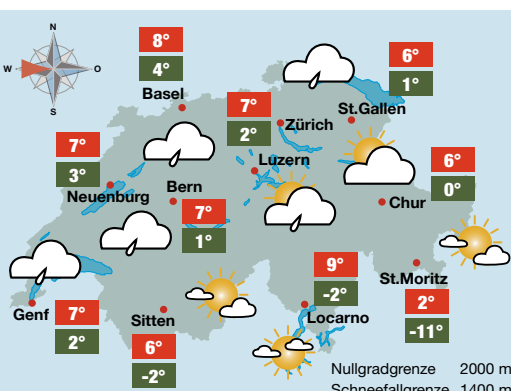 N
W O
S
8°
4°
Basel
6°
1°
St.Gallen
7°
2°
Zürich
7°
3°
Neuenburg
Luzern
Bern
7°
1°
6°
0°
Chur
9°
-2°
Locarno
St.Moritz
2°
-11°
Genf
7°
2°
Sitten
6°
-2°
Nullgradgrenze 2000 m
Schneefallgrenze 1400 m